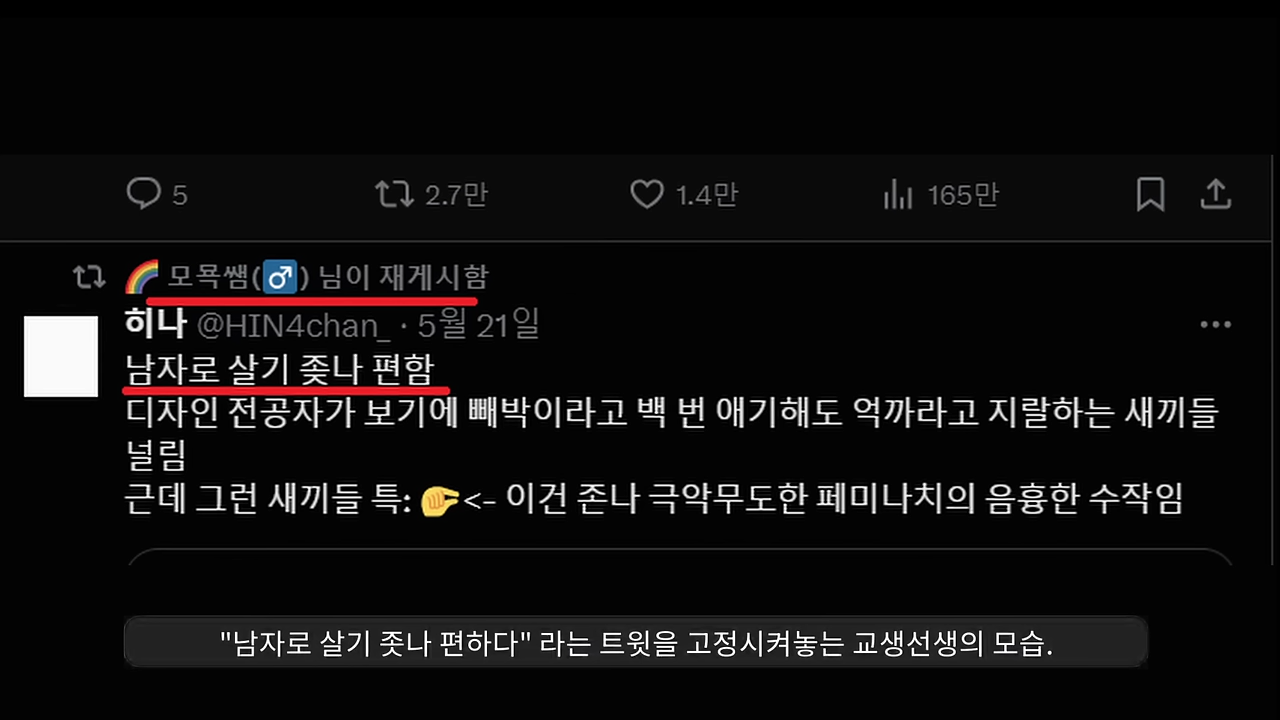 5 2.7만 1.4만 165만
🌈 모욕쌤(♂) 님이 재게시함
히나 @HIN4chan_ · 5월 21일
남자로 살기 좆나 편함
디자인 전공자가 보기에 빼박이라고 백 번 얘기해도 억까라고 지랄하는 새끼들
널림
근데 그런 새끼들 특: 🫴<- 이건 존나 극악무도한 페미나치의 음흉한 수작임
"남자로 살기 좃나 편하다" 라는 트윗을 고정시켜놓는 교생선생의 모습.